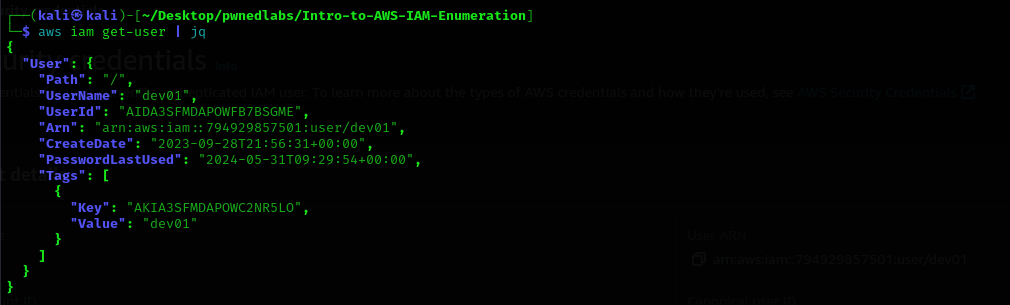 ┌──(kali㉿kali)-[~/Desktop/pwnedlabs/Intro-to-AWS-IAM-Enumeration]
└─$ aws iam get-user | jq
{
  "User": {
    "Path": "/",
    "UserName": "dev01",
    "UserId": "AIDA3SFMDAPOWFB7BSGME",
    "Arn": "arn:aws:iam::794929857501:user/dev01",
    "CreateDate": "2023-09-28T21:56:31+00:00",
    "PasswordLastUsed": "2024-05-31T09:29:54+00:00",
    "Tags": [
      {
        "Key": "AKIA3SFMDAPOWC2NR5LO",
        "Value": "dev01"
      }
    ]
  }
}
urity credentials Info
nticated IAM user. To learn more about the types of AWS credentials and how they're used, see AWS Security Credentials
User ARN
arn:aws:iam::794929857501:user/dev01